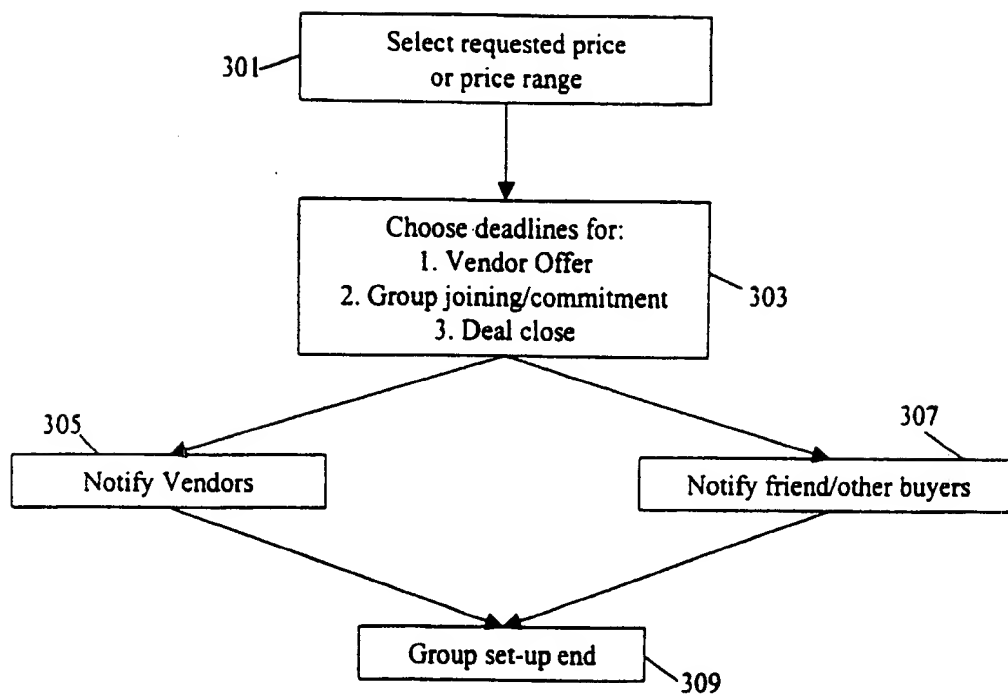 Select requested price
or price range
301
Choose deadlines for:
1. Vendor Offer
2. Group joining/commitment
3. Deal close
303
305
Notify Vendors
307
Notify friend/other buyers
Group set-up end
309